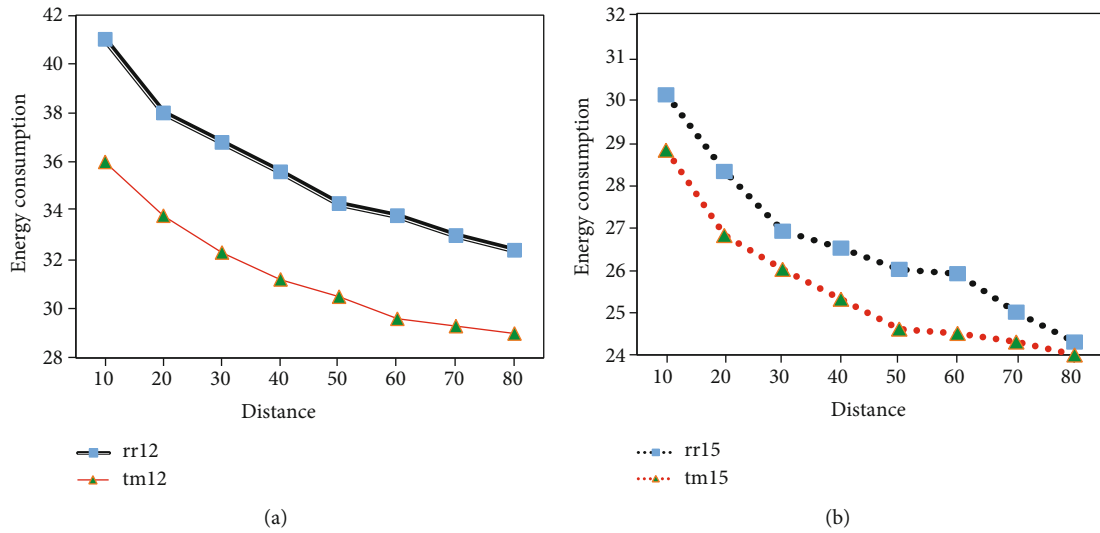 42
40
38
36
34
32
30
28
Energy consumption
10 20 30 40 50 60 70 80
Distance
rr12
tm12
(a)
32
31
30
29
28
27
26
25
24
Energy consumption
10 20 30 40 50 60 70 80
Distance
rr15
tm15
(b)